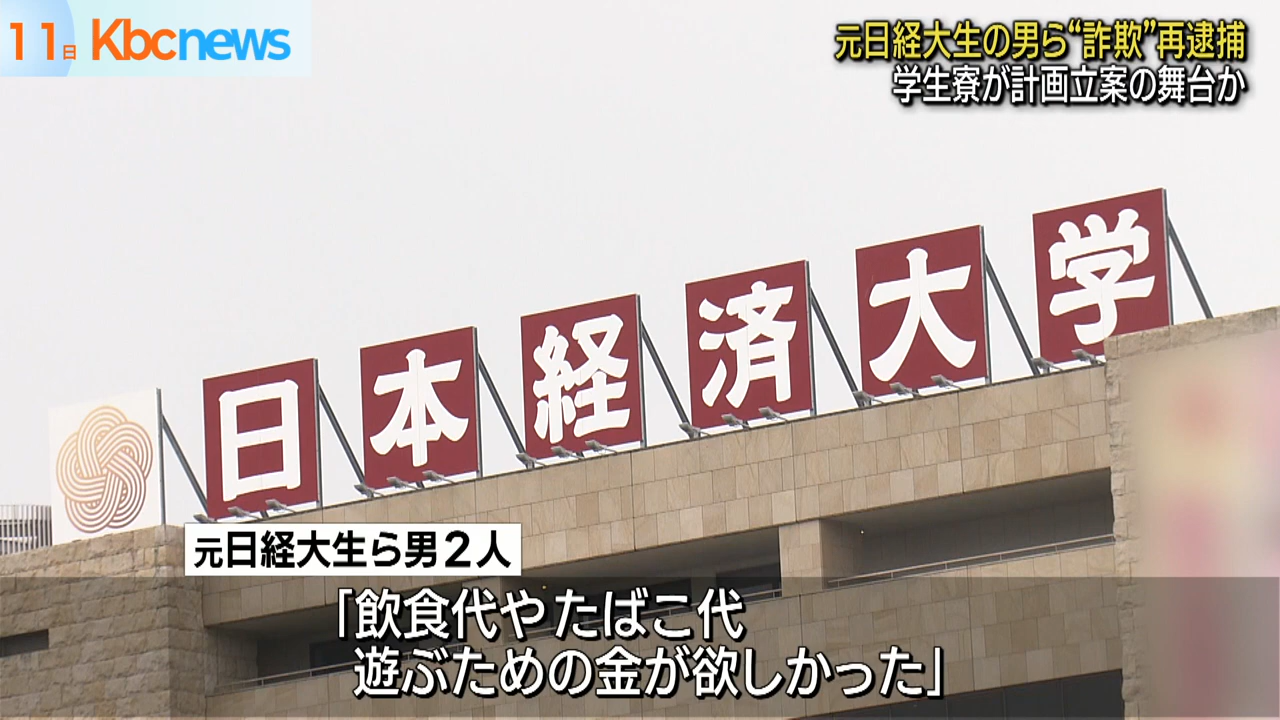 11日 Kbcnews
元日経大生の男ら“詐欺”再逮捕
学生寮が計画立案の舞台か
日本経済大学
元日経大生ら男2人
「飲食代やたばこ代
遊ぶための金が欲しかった」